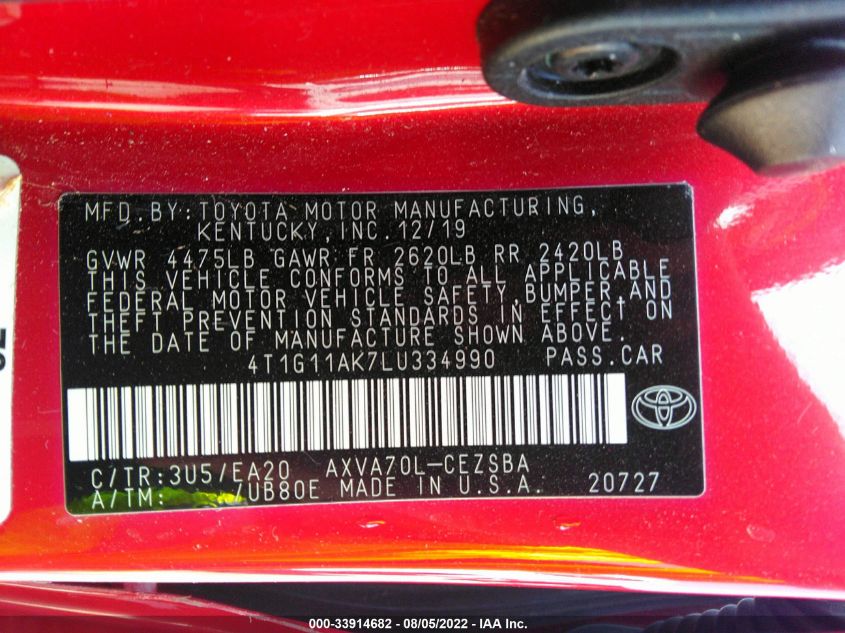 MFD. BY: TOYOTA MOTOR MANUFACTURING,
KENTUCKY, INC. 12/19
GVWR 4475LB GAWR FR 2620LB RR 2420LB
THIS VEHICLE CONFORMS TO ALL APPLICABLE
FEDERAL MOTOR VEHICLE SAFETY, BUMPER, AND
THEFT PREVENTION STANDARDS IN EFFECT ON
THE DATE OF MANUFACTURE SHOWN ABOVE.
4T1G11AK7LU334990 PASS. CAR
C/TR: 3U5/EA20 AXVA70L-CEZSBA
A/TM: /UB80E MADE IN U.S.A. 20727
000-33914682 - 08/05/2022 - IAA Inc.